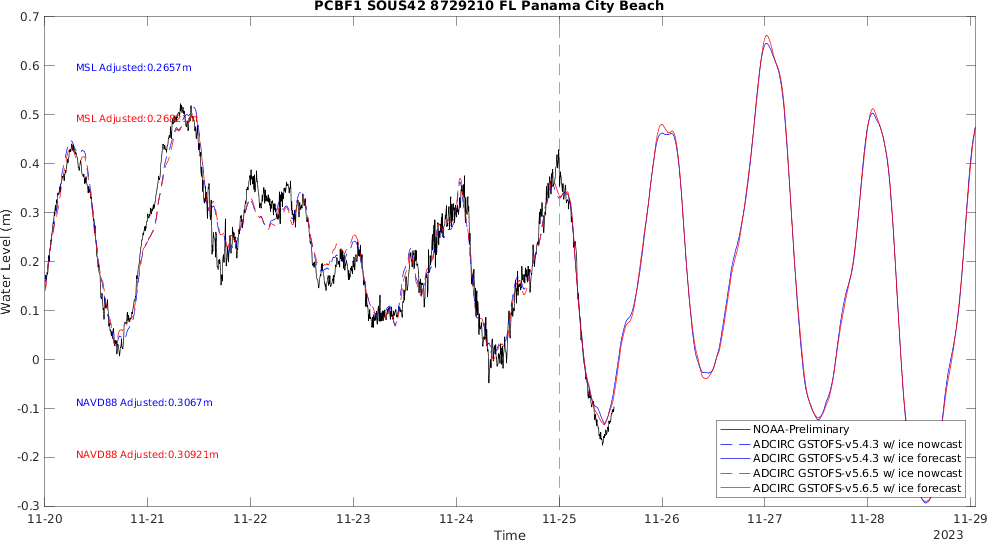 PCBF1 SOUS42 8729210 FL Panama City Beach
0.7
0.6
0.5
0.4
0.3
0.2
0.1
0
-0.1
-0.2
-0.3
Water Level (m)
MSL Adjusted:0.2657m
MSL Adjusted:0.26
NAVD88 Adjusted:0.3067m
NAVD88 Adjusted:0.30921m
NOAA-Preliminary
ADCIRC GSTOFS-v5.4.3 w/ ice nowcast
ADCIRC GSTOFS-v5.4.3 w/ ice forecast
ADCIRC GSTOFS-v5.6.5 w/ ice nowcast
ADCIRC GSTOFS-v5.6.5 w/ ice forecast
11-20 11-21 11-22 11-23 11-24 11-25 11-26 11-27 11-28 11-29
Time
2023